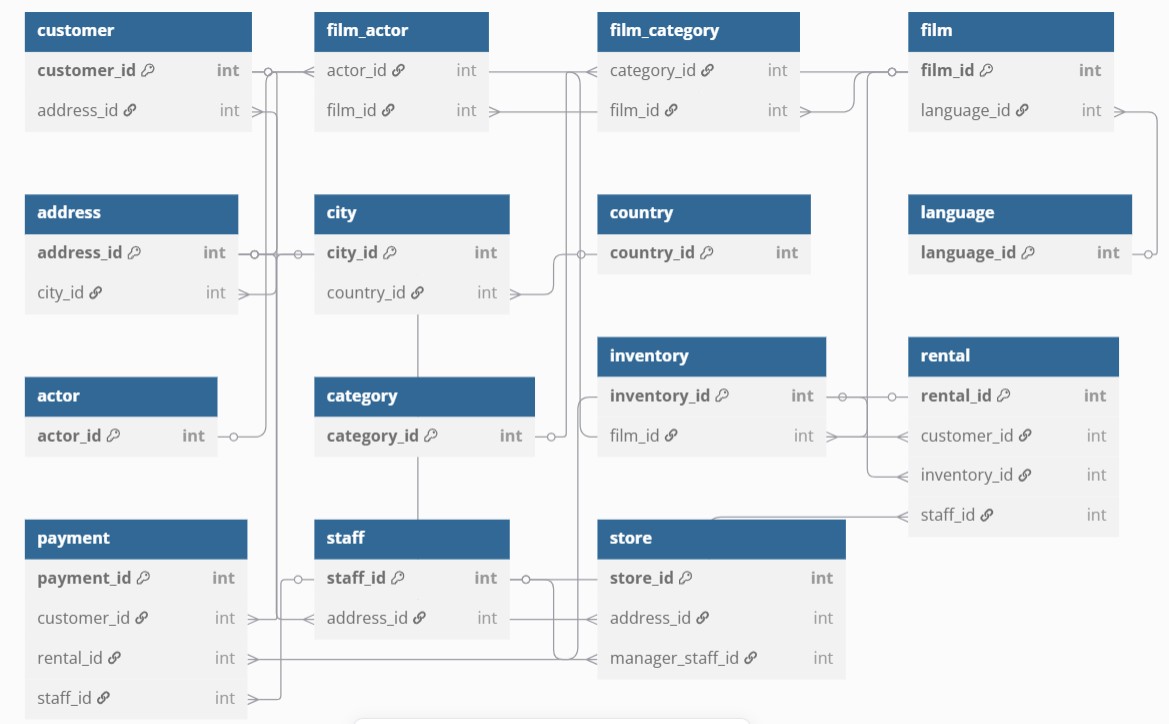 customer
customer_id int
address_id int
film_actor
actor_id int
film_id int
film_category
category_id int
film_id int
film
film_id int
language_id int
address
address_id int
city_id int
city
city_id int
country_id int
country
country_id int
language
language_id int
actor
actor_id int
category
category_id int
inventory
inventory_id int
film_id int
rental
rental_id int
customer_id int
inventory_id int
staff_id int
payment
payment_id int
customer_id int
rental_id int
staff_id int
staff
staff_id int
address_id int
store
store_id int
address_id int
manager_staff_id int